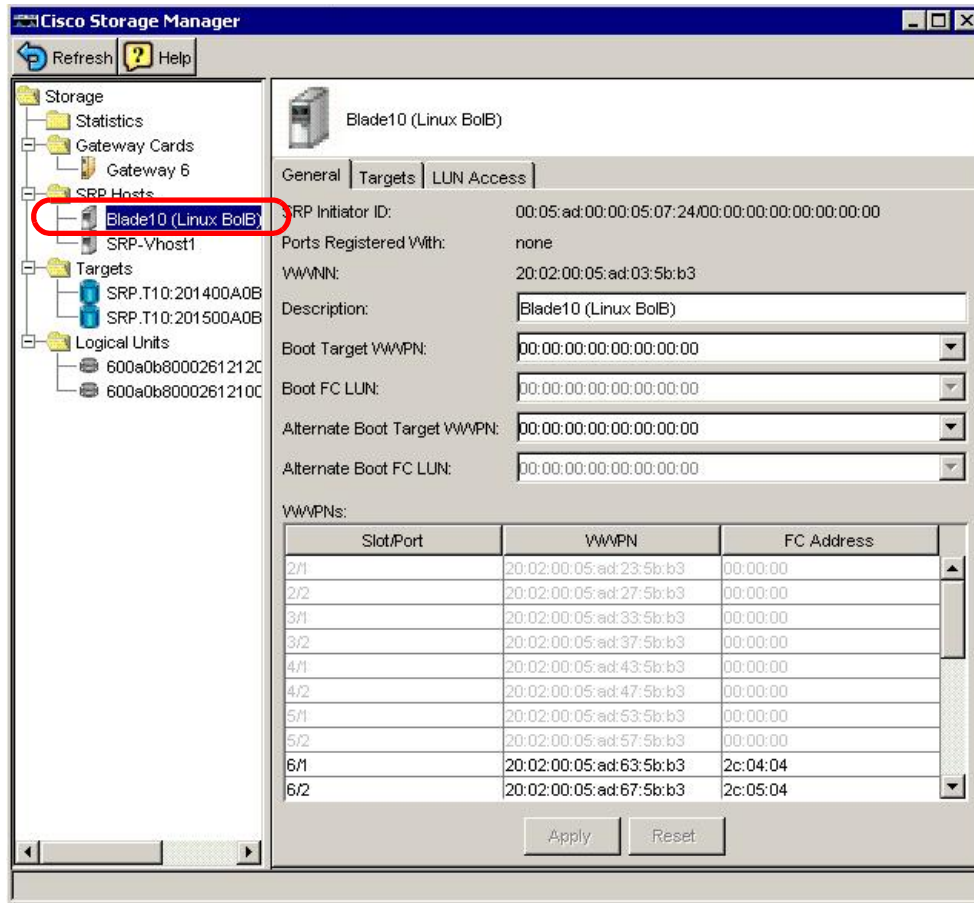 Cisco Storage Manager
Refresh Help
Storage
Statistics
Gateway Cards
Gateway 6
SRP Hosts
Blade10 (Linux BoIB)
SRP-Vhost1
Targets
SRP.T10:201400A0B
SRP.T10:201500A0B
Logical Units
600a0b80002612120
600a0b8000261210C
Blade10 (Linux BoIB)
General Targets LUN Access
SRP Initiator ID: 00:05:ad:00:00:05:07:24/00:00:00:00:00:00:00:00
Ports Registered With: none
WWNN: 20:02:00:05:ad:03:5b:b3
Description: Blade10 (Linux BoIB)
Boot Target WWPN: 00:00:00:00:00:00:00:00
Boot FC LUN: 00:00:00:00:00:00:00:00
Alternate Boot Target WWPN: 00:00:00:00:00:00:00:00
Alternate Boot FC LUN: 00:00:00:00:00:00:00:00
WWPNs:
Slot/Port WWPN FC Address
2/1 20:02:00:05:ad:23:5b:b3 00:00:00
2/2 20:02:00:05:ad:27:5b:b3 00:00:00
3/1 20:02:00:05:ad:33:5b:b3 00:00:00
3/2 20:02:00:05:ad:37:5b:b3 00:00:00
4/1 20:02:00:05:ad:43:5b:b3 00:00:00
4/2 20:02:00:05:ad:47:5b:b3 00:00:00
5/1 20:02:00:05:ad:53:5b:b3 00:00:00
5/2 20:02:00:05:ad:57:5b:b3 00:00:00
6/1 20:02:00:05:ad:63:5b:b3 2c:04:04
6/2 20:02:00:05:ad:67:5b:b3 2c:05:04
Apply Reset